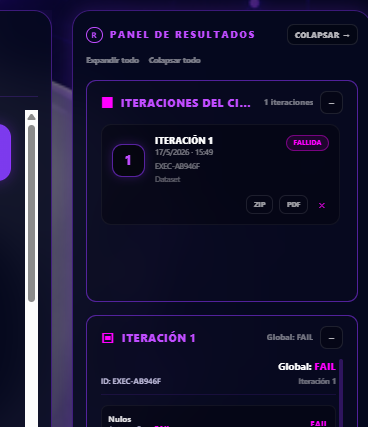 R PANEL DE RESULTADOS COLAPSAR →
Expandir todo Colapsar todo
ITERACIONES DEL CI... 1 iteraciones −
1
ITERACIÓN 1 FALLIDA
17/5/2026 - 15:49
EXEC-AB946F
Dataset
ZIP PDF ×
ITERACIÓN 1 Global: FAIL −
Global: FAIL
ID: EXEC-AB946F Iteración 1
Nulos
FAIL